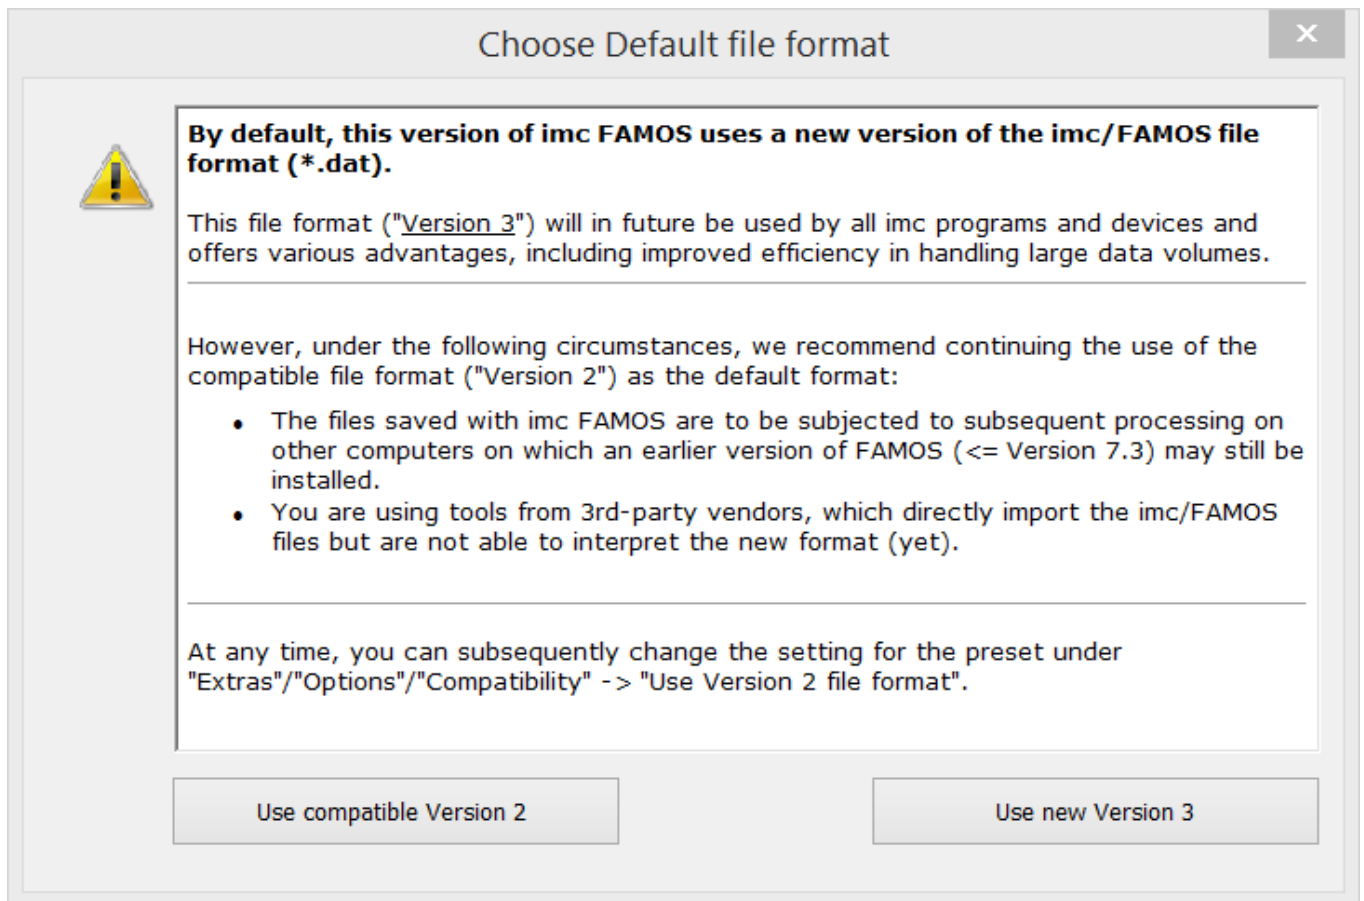 Choose Default file format
By default, this version of imc FAMOS uses a new version of the imc/FAMOS file
format (*.dat).
This file format ("Version 3") will in future be used by all imc programs and devices and
offers various advantages, including improved efficiency in handling large data volumes.
However, under the following circumstances, we recommend continuing the use of the
compatible file format ("Version 2") as the default format:
• The files saved with imc FAMOS are to be subjected to subsequent processing on
other computers on which an earlier version of FAMOS (<= Version 7.3) may still be
installed.
• You are using tools from 3rd-party vendors, which directly import the imc/FAMOS
files but are not able to interpret the new format (yet).
At any time, you can subsequently change the setting for the preset under
"Extras"/"Options"/"Compatibility" -> "Use Version 2 file format".
Use compatible Version 2
Use new Version 3